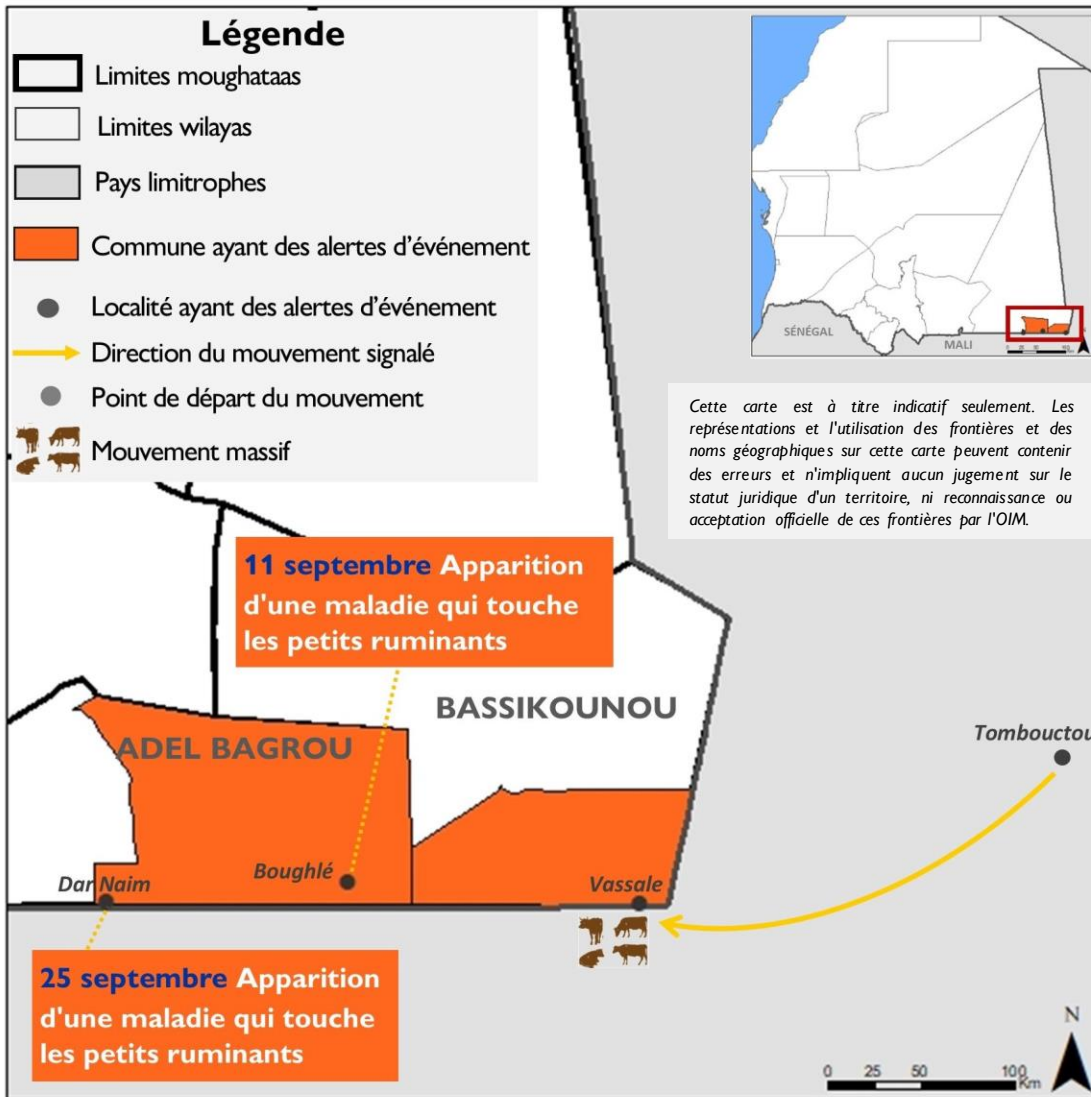 Légende
Limites moughataas
Limites wilayas
Pays limitrophes
Commune ayant des alertes d'événement
Localité ayant des alertes d'événement
Direction du mouvement signalé
Point de départ du mouvement
Mouvement massif
SÉNÉGAL
MALI
0 25 50 100
Km
Cette carte est à titre indicatif seulement. Les
représentations et l'utilisation des frontières et des
noms géographiques sur cette carte peuvent contenir
des erreurs et n'impliquent aucun jugement sur le
statut juridique d'un territoire, ni reconnaissance ou
acceptation officielle de ces frontières par l'OIM.
11 septembre Apparition
d'une maladie qui touche
les petits ruminants
BASSIKOUNOU
ADEL BAGROU
Tombouctou
Boughlé
Dar Naim
Vassale
25 septembre Apparition
d'une maladie qui touche
les petits ruminants
N
0 25 50 100
Km